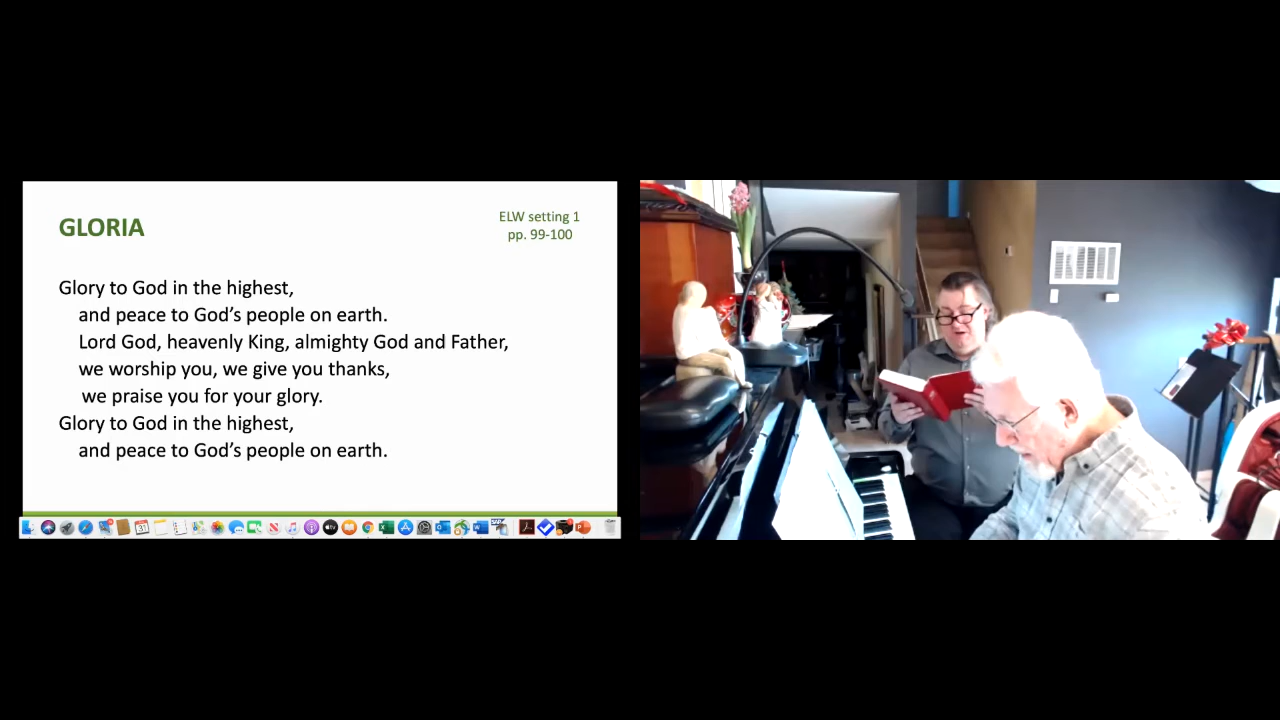 GLORIA
ELW setting 1
pp. 99-100
Glory to God in the highest,
and peace to God's people on earth.
Lord God, heavenly King, almighty God and Father,
we worship you, we give you thanks,
we praise you for your glory.
Glory to God in the highest,
and peace to God's people on earth.
31